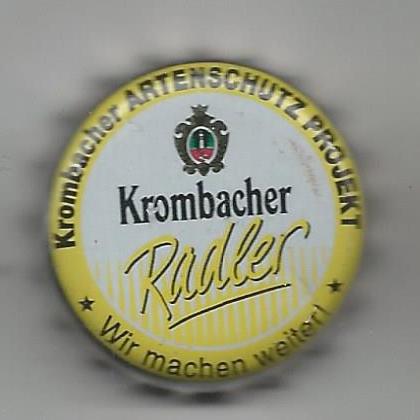 Krombacher ARTENSCHUTZ PROJEKT
Krombacher
Radler
★ Wir machen weiter! ★